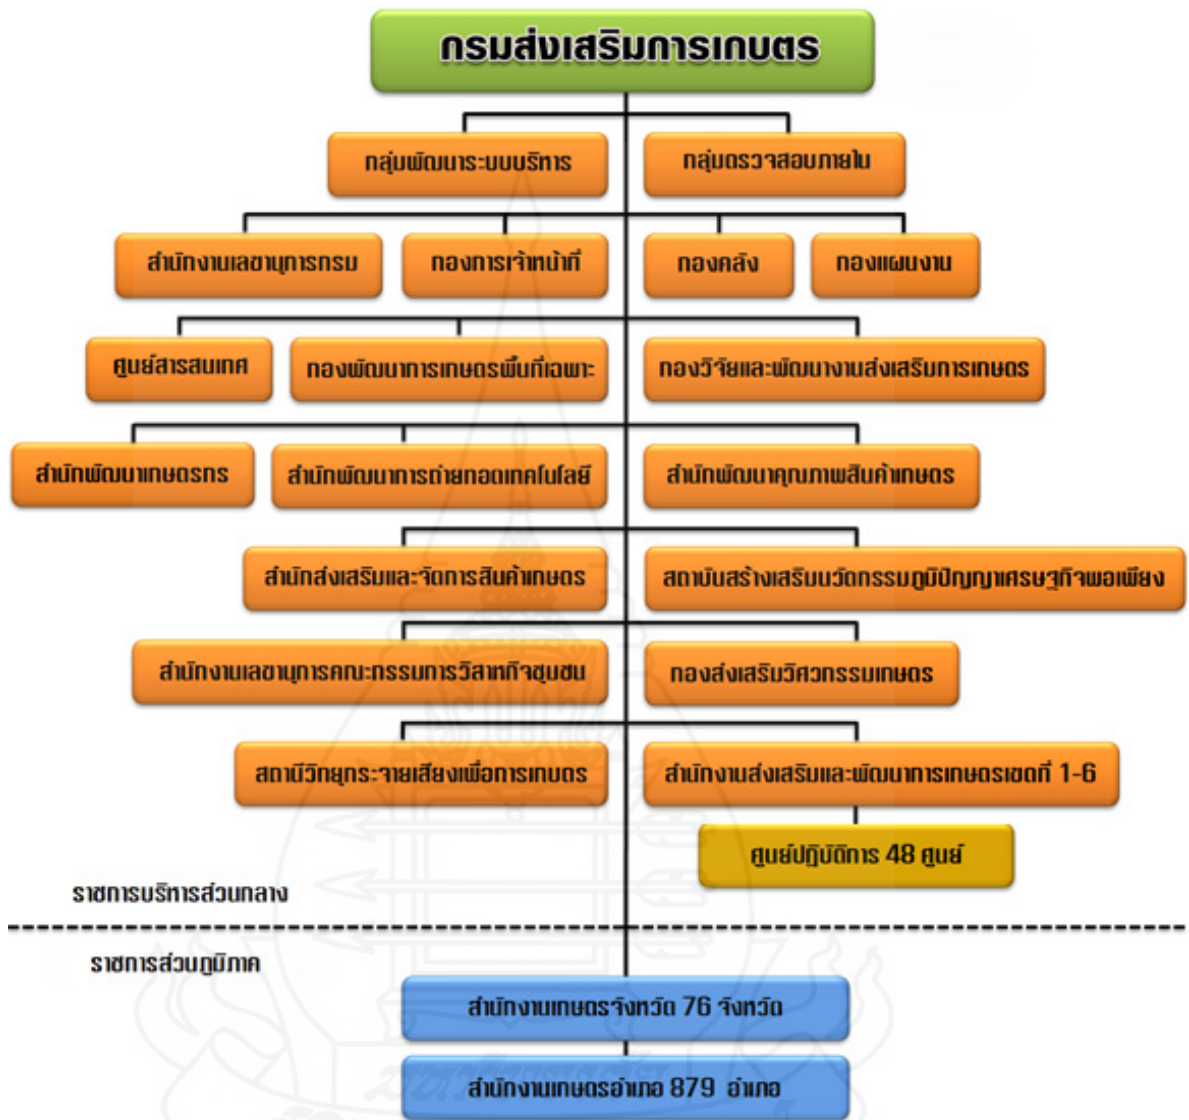 กรมส่งเสริมการเกษตร
กลุ่มพัฒนาระบบบริหาร
กลุ่มตรวจสอบภายใน
สำนักงานเลขานุการกรม
กองการเจ้าหน้าที่
กองคลัง
กองแผนงาน
ศูนย์สารสนเทศ
กองพัฒนาการเกษตรพื้นที่เฉพาะ
กองวิจัยและพัฒนางานส่งเสริมการเกษตร
สำนักพัฒนาเกษตรกร
สำนักพัฒนาการถ่ายทอดเทคโนโลยี
สำนักพัฒนาคุณภาพสินค้าเกษตร
สำนักส่งเสริมและจัดการสินค้าเกษตร
สถาบันสร้างเสริมนวัตกรรมภูมิปัญญาเศรษฐกิจพอเพียง
สำนักงานเลขานุการคณะกรรมการวิสาหกิจชุมชน
กองส่งเสริมวิศวกรรมเกษตร
สถานีวิทยุกระจายเสียงเพื่อการเกษตร
สำนักงานส่งเสริมและพัฒนาการเกษตรเขตที่ 1-6
ศูนย์ปฏิบัติการ 48 ศูนย์
ราชการบริหารส่วนกลาง
ราชการส่วนภูมิภาค
สำนักงานเกษตรจังหวัด 76 จังหวัด
สำนักงานเกษตรอำเภอ 879 อำเภอ